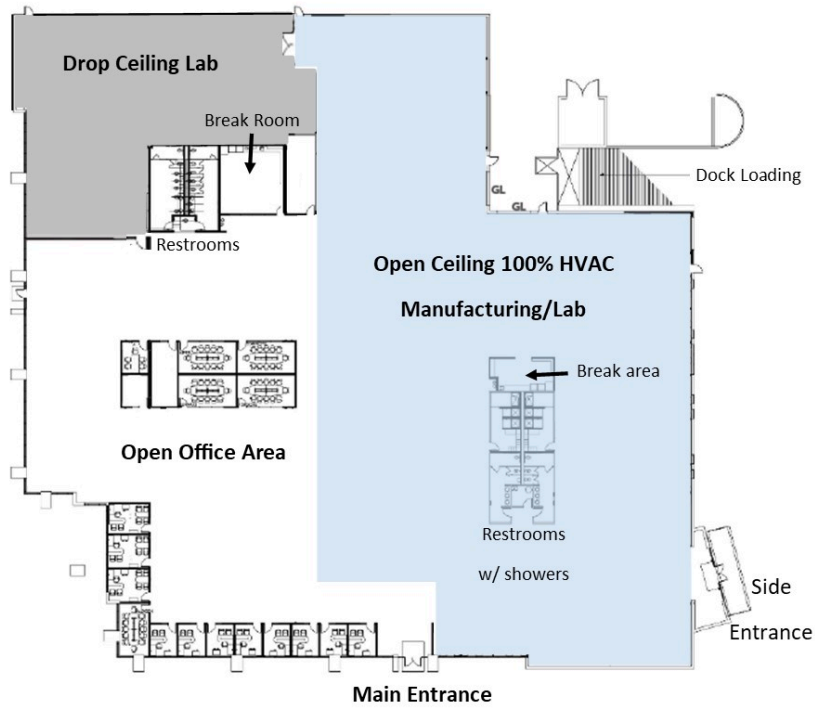 Drop Ceiling Lab
Break Room
Dock Loading
GL
GL
Restrooms
Open Ceiling 100% HVAC
Manufacturing/Lab
Break area
Open Office Area
Restrooms
w/ showers
Side
Entrance
Main Entrance